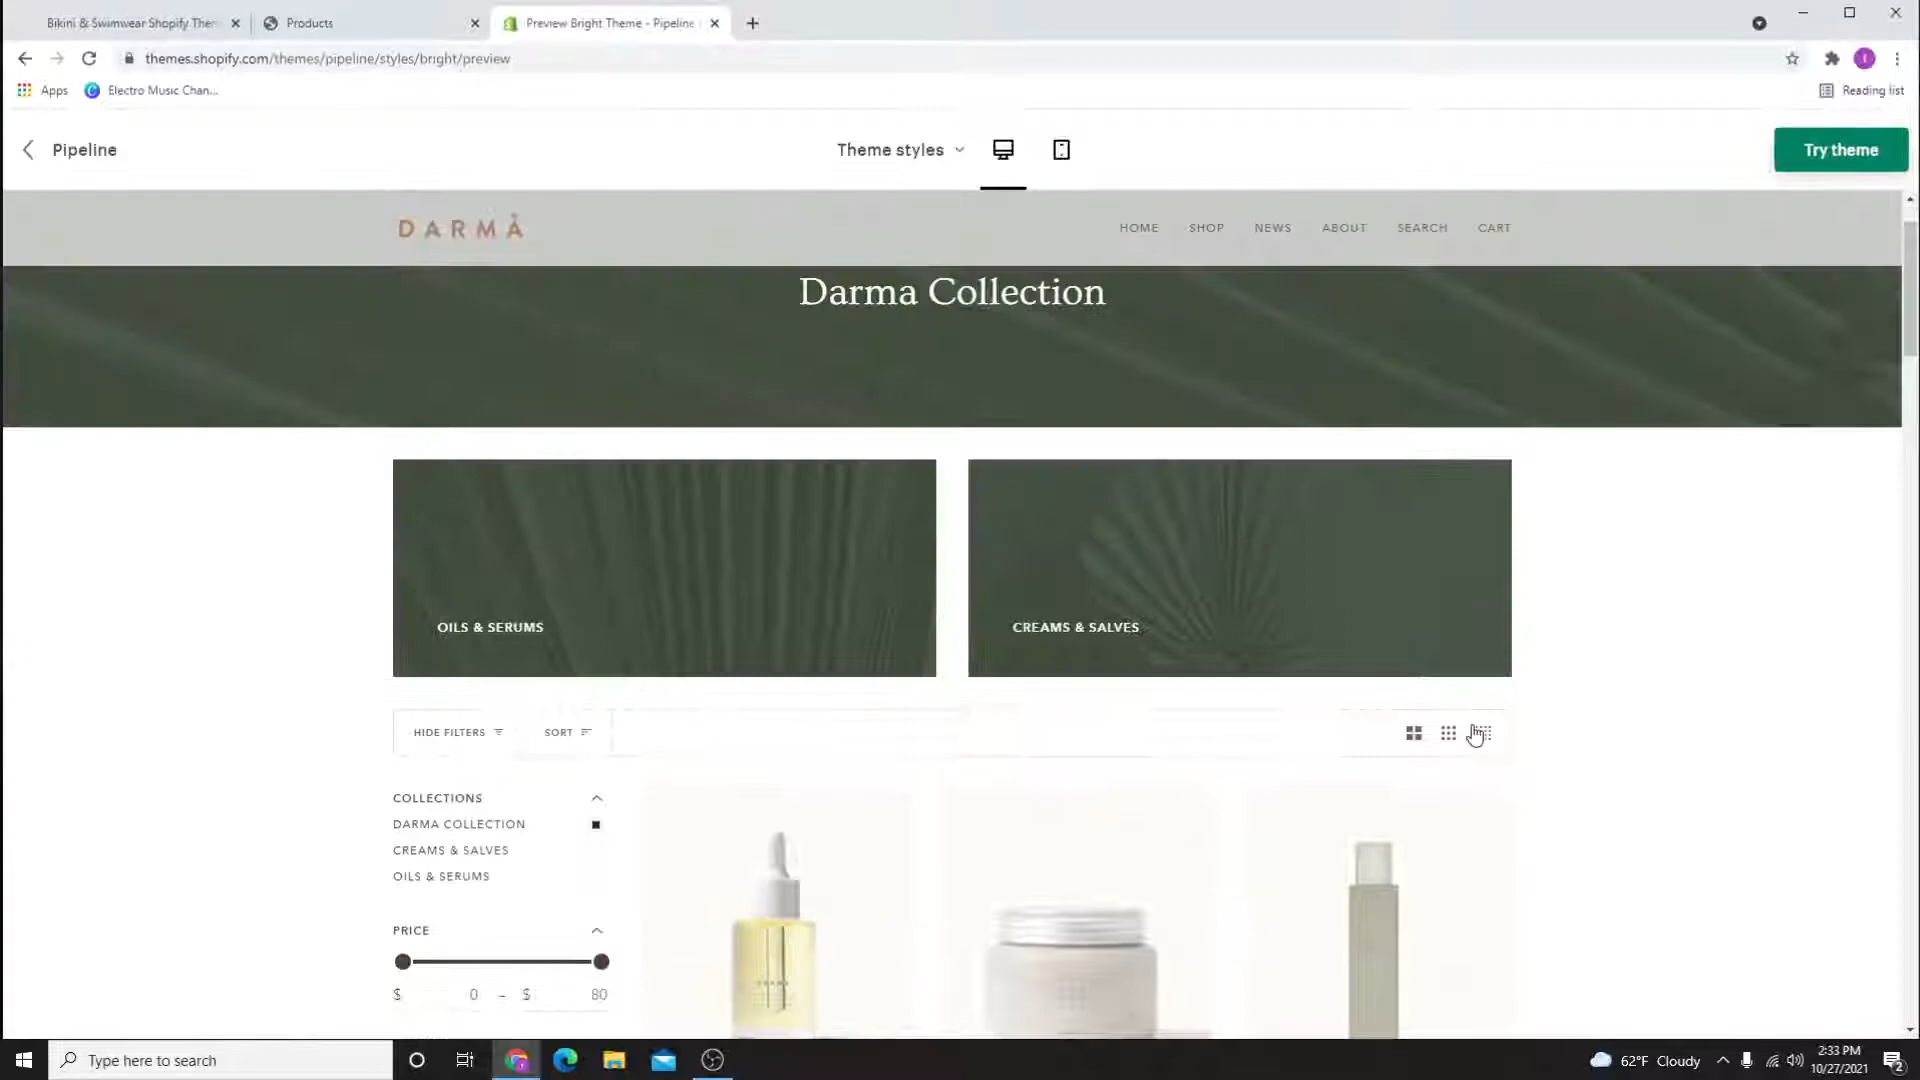 Bikini & Swimwear Shopify Then
Products
Preview Bright Theme - Pipeline
themes.shopify.com/themes/pipeline/styles/bright/preview
Apps
Electro Music Chan...
Reading list
Pipeline
Theme styles
Try theme
DARMÅ
HOME
SHOP
NEWS
ABOUT
SEARCH
CART
Darma Collection
OILS & SERUMS
CREAMS & SALVES
HIDE FILTERS
SORT
COLLECTIONS
DARMA COLLECTION
CREAMS & SALVES
OILS & SERUMS
PRICE
$ 0 - $ 80
Type here to search
62°F Cloudy
2:33 PM
10/27/2021
2